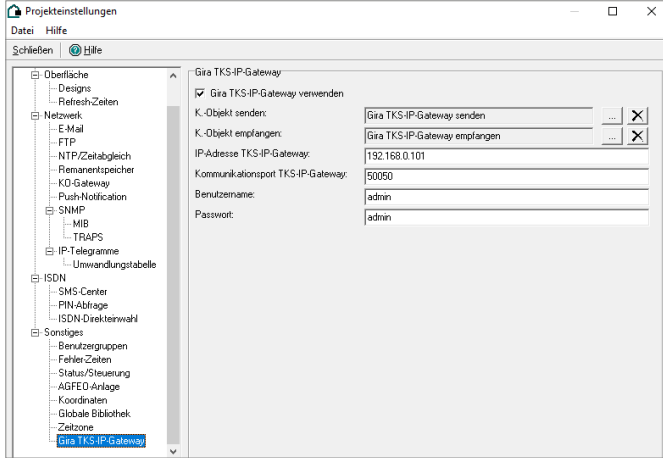 Projekteinstellungen
Datei Hilfe
Schließen Hilfe
Oberfläche
Designs
Refresh-Zeiten
Netzwerk
E-Mail
FTP
NTP/Zeitabgleich
Remanentspeicher
KO-Gateway
Push-Notification
SNMP
MIB
TRAPS
IP-Telegramme
Umwandlungstabelle
ISDN
SMS-Center
PIN-Abfrage
ISDN-Direkteinwahl
Sonstiges
Benutzergruppen
Fehler-Zeiten
Status/Steuerung
AGFEO-Anlage
Koordinaten
Globale Bibliothek
Zeitzone
Gira TKS-IP-Gateway
Gira TKS-IP-Gateway
Gira TKS-IP-Gateway verwenden
K.-Objekt senden: Gira TKS-IP-Gateway senden ...
K.-Objekt empfangen: Gira TKS-IP-Gateway empfangen ...
IP-Adresse TKS-IP-Gateway: 192.168.0.101
Kommunikationsport TKS-IP-Gateway: 50050
Benutzername: admin
Passwort: admin